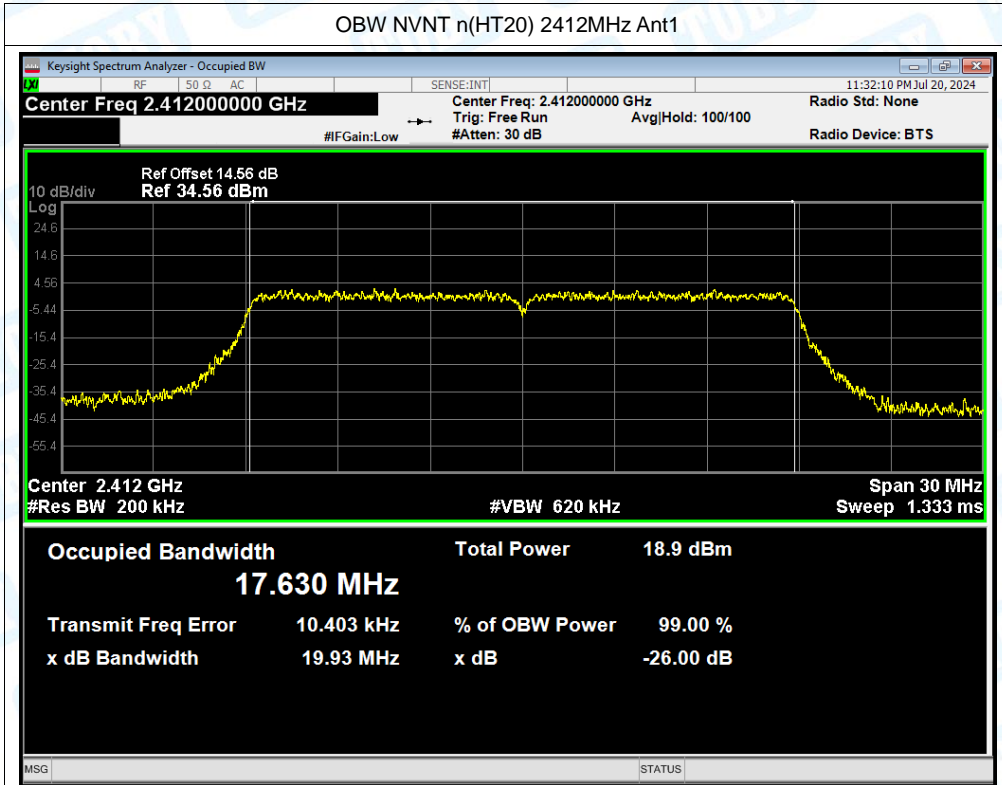 OBW NVNT n(HT20) 2412MHz Ant1
Keysight Spectrum Analyzer - Occupied BW
LXI RF 50 Ω AC SENSE:INT 11:32:10 PM Jul 20, 2024
Center Freq 2.412000000 GHz Center Freq: 2.412000000 GHz Radio Std: None
Trig: Free Run Avg|Hold: 100/100
#IFGain:Low #Atten: 30 dB Radio Device: BTS
Ref Offset 14.56 dB
10 dB/div Ref 34.56 dBm
Log
24.6
14.6
4.56
-5.44
-15.4
-25.4
-35.4
-45.4
-55.4
Center 2.412 GHz Span 30 MHz
#Res BW 200 kHz #VBW 620 kHz Sweep 1.333 ms
Occupied Bandwidth Total Power 18.9 dBm
17.630 MHz
Transmit Freq Error 10.403 kHz % of OBW Power 99.00 %
x dB Bandwidth 19.93 MHz x dB -26.00 dB
MSG STATUS